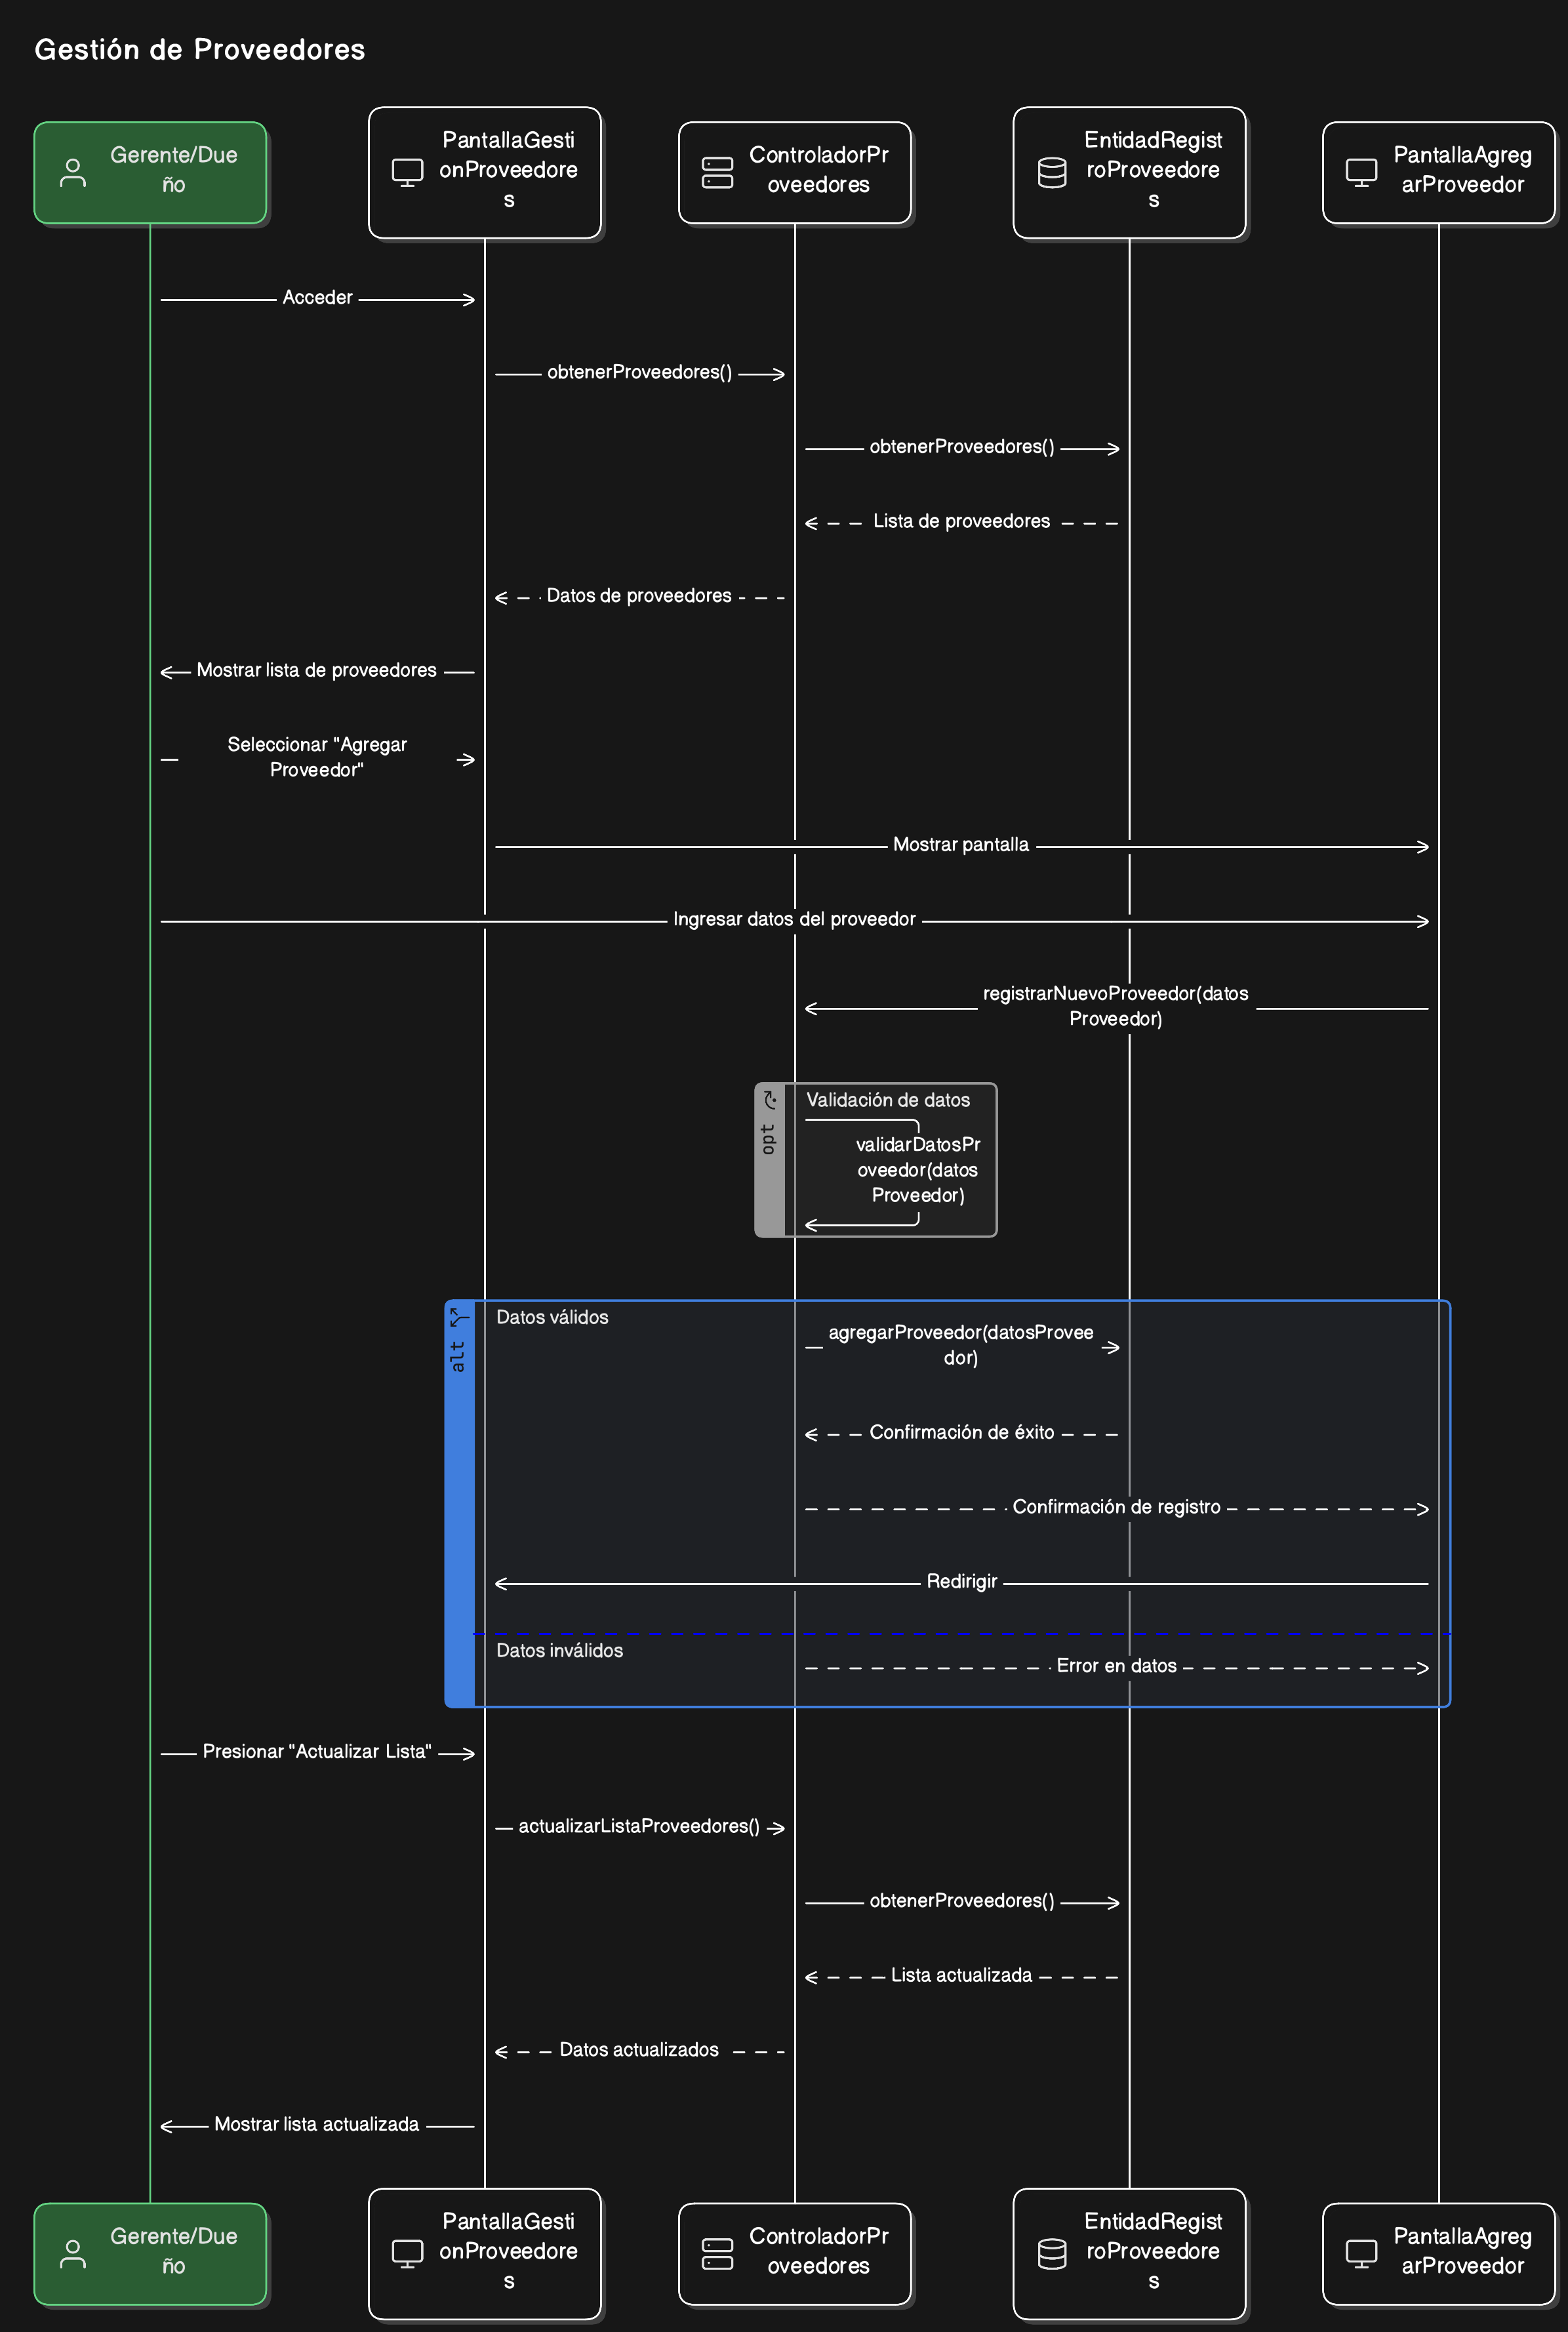 Gestión de Proveedores
Gerente/Due
ño
PantallaGesti
onProveedore
s
ControladorPr
oveedores
EntidadRegist
roProveedore
s
PantallaAgreg
arProveedor
Acceder
obtenerProveedores()
obtenerProveedores()
Lista de proveedores
Datos de proveedores
Mostrar lista de proveedores
Seleccionar "Agregar
Proveedor"
Mostrar pantalla
Ingresar datos del proveedor
registrarNuevoProveedor(datos
Proveedor)
opt
Validación de datos
validarDatosPr
oveedor(datos
Proveedor)
alt
Datos válidos
agregarProveedor(datosProvee
dor)
Confirmación de éxito
Confirmación de registro
Redirigir
Datos inválidos
Error en datos
Presionar "Actualizar Lista"
actualizarListaProveedores()
obtenerProveedores()
Lista actualizada
Datos actualizados
Mostrar lista actualizada
Gerente/Due
ño
PantallaGesti
onProveedore
s
ControladorPr
oveedores
EntidadRegist
roProveedore
s
PantallaAgreg
arProveedor